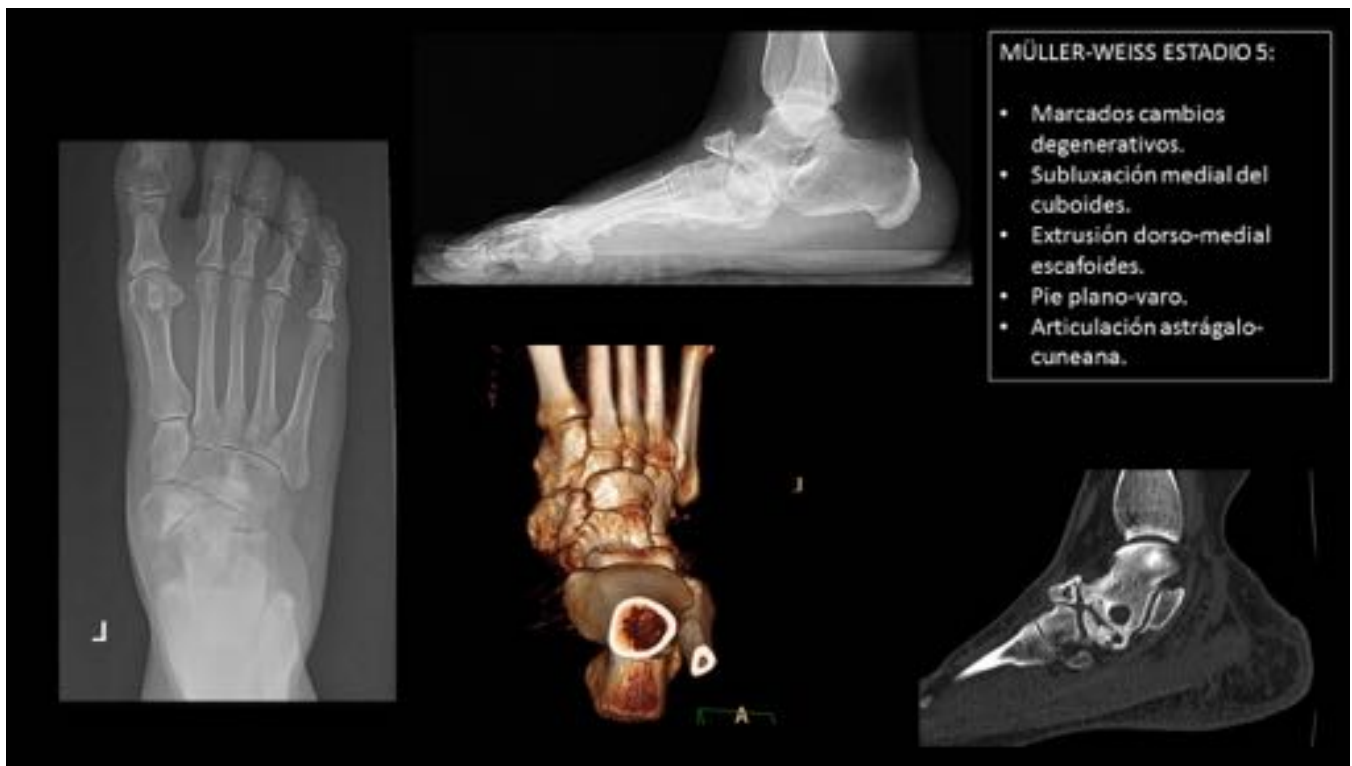 MÜLLER-WEISS ESTADIO 5:
• Marcados cambios
degenerativos.
• Subluxación medial del
cuboides.
• Extrusión dorso-medial
escafoides.
• Pie plano-varo.
• Articulación astrágalo-
cuneana.
L
A